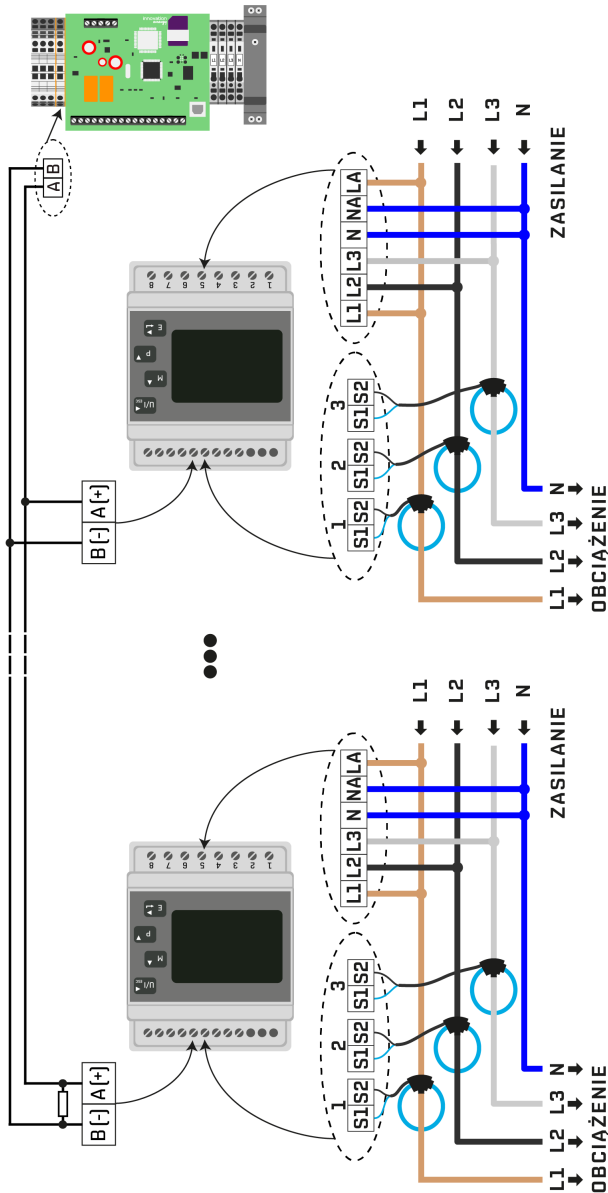 innovation
A B
8 7 6 5 4 3 2 1
E P M U/I ESC
B(-) A(+)
1 2 3
S1 S2 S1 S2 S1 S2
L1 L2 L3 N NA LA
L1 L2 L3 N
ZASILANIE
L1 L2 L3 N
OBCIĄŻENIE
8 7 6 5 4 3 2 1
E P M U/I ESC
B(-) A(+)
1 2 3
S1 S2 S1 S2 S1 S2
L1 L2 L3 N NA LA
L1 L2 L3 N
ZASILANIE
L1 L2 L3 N
OBCIĄŻENIE